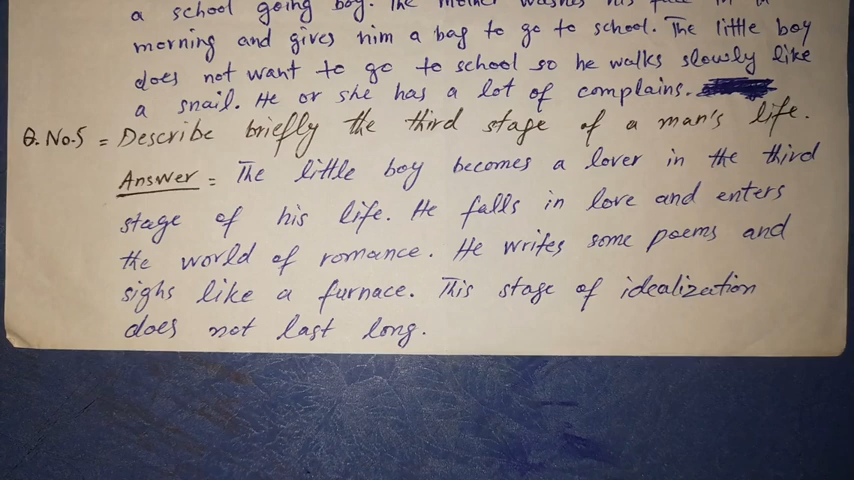 a school going boy. The mother washes his face in
morning and gives him a bag to go to school. The little boy
does not want to go to school so he walks slowly like
a snail. He or she has a lot of complains.
Q. No.5 = Describe briefly the third stage of a man's life.
Answer = The little boy becomes a lover in the third
stage of his life. He falls in love and enters
the world of romance. He writes some poems and
sighs like a furnace. This stage of idealization
does not last long.